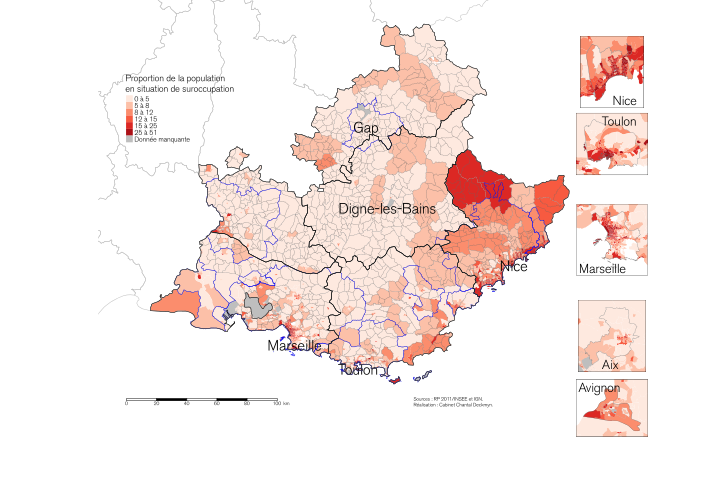 Proportion de la population
en situation de suroccupation
0 à 5
5 à 8
8 à 12
12 à 15
15 à 25
25 à 51
Donnée manquante
Gap
Digne-les-Bains
Nice
Marseille
Toulon
Nice
Toulon
Marseille
Aix
Avignon
0 20 40 60 80 100 km
Sources : RP 2011/INSEE et IGN.
Réalisation : Cabinet Chantal Deckmyn.